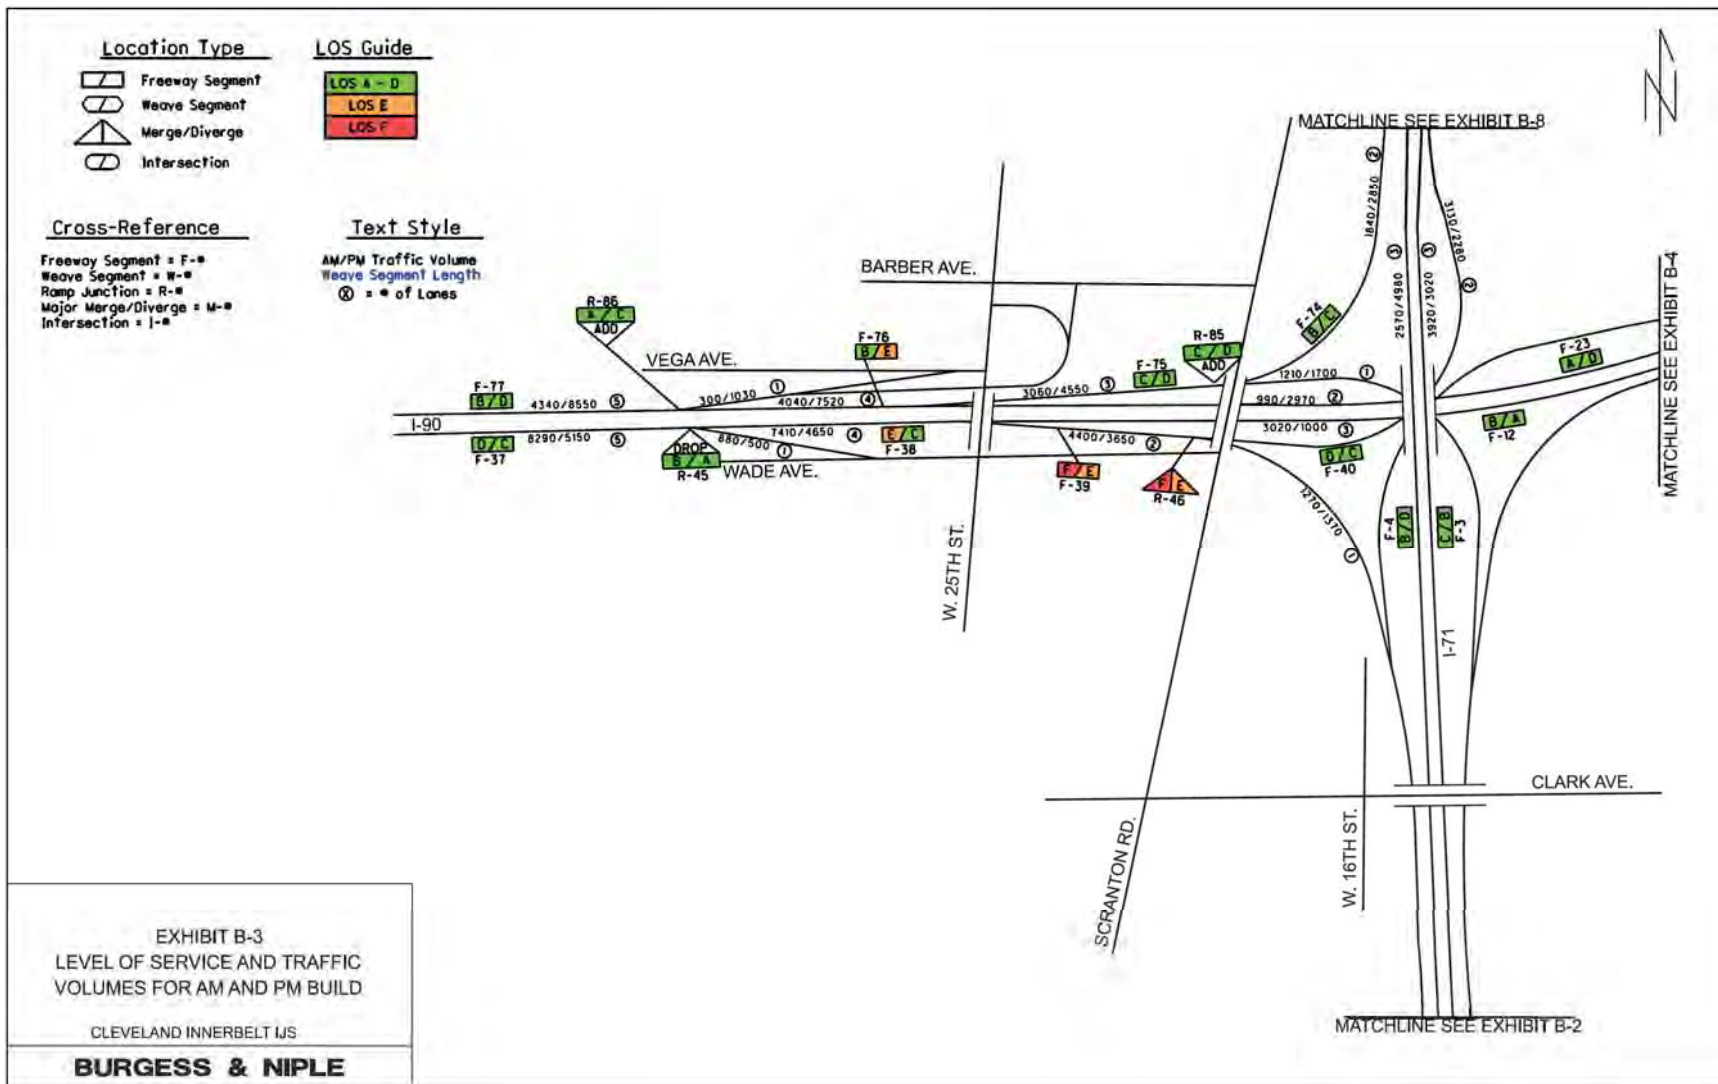 Location Type
Freeway Segment
Weave Segment
Merge/Diverge
Intersection
LOS Guide
LOS A - D
LOS E
LOS F
Cross-Reference
Freeway Segment = F-*
Weave Segment = W-*
Ramp Junction = R-*
Major Merge/Diverge = M-*
Intersection = I-*
Text Style
AM/PM Traffic Volume
Weave Segment Length
Ⓧ = * of Lanes
MATCHLINE SEE EXHIBIT B-8
N
1840/2850 2
3130/2260 2
2570/4980 3
3920/3020 3
MATCHLINE SEE EXHIBIT B-4
BARBER AVE.
R-86
A / C
ADD
F-76
B / E
VEGA AVE.
F-74
B / C
R-85
C / D
ADD
F-75
C / D
F-23
A / D
F-77
B / D
4340/8550 5
300/1030 1
4040/7520 4
3060/4550 3
1210/1700 1
990/2970 2
I-90
8290/5150 5
D / C
F-37
DROP
B / A
R-45
880/500 1
7410/4650 4
E / C
F-38
WADE AVE.
4400/3650 2
F / E
F-39
F E
R-46
3020/1000 3
D / C
F-40
B / A
F-12
1270/1370 1
F-4
B / D
C / B
F-3
W. 25TH ST.
I-71
CLARK AVE.
SCRANTON RD.
W. 16TH ST.
MATCHLINE SEE EXHIBIT B-2
EXHIBIT B-3
LEVEL OF SERVICE AND TRAFFIC
VOLUMES FOR AM AND PM BUILD
CLEVELAND INNERBELT IJS
BURGESS & NIPLE